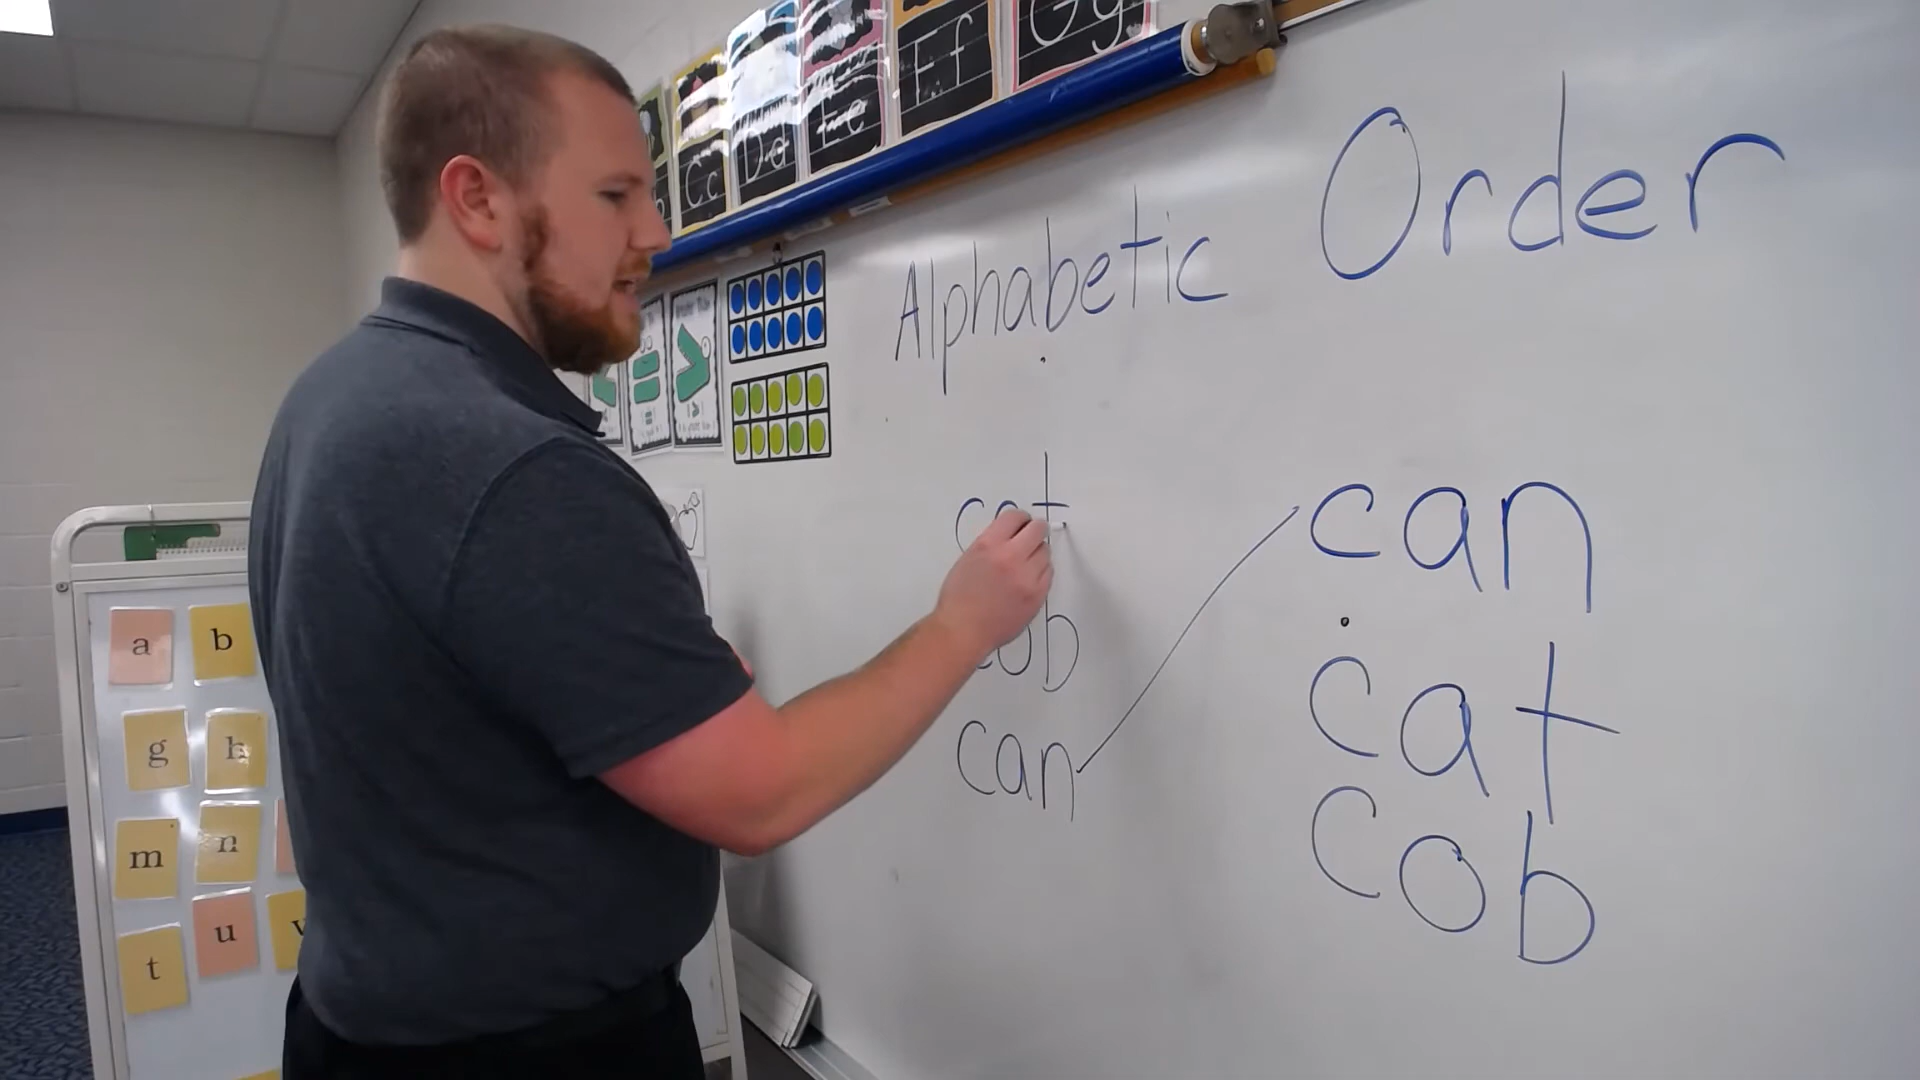 Cc
Dd
Ee
Ff
Gg
Alphabetic Order
cat
cob
can
can
cat
cob
a b
g h
m n
t u v
=
>